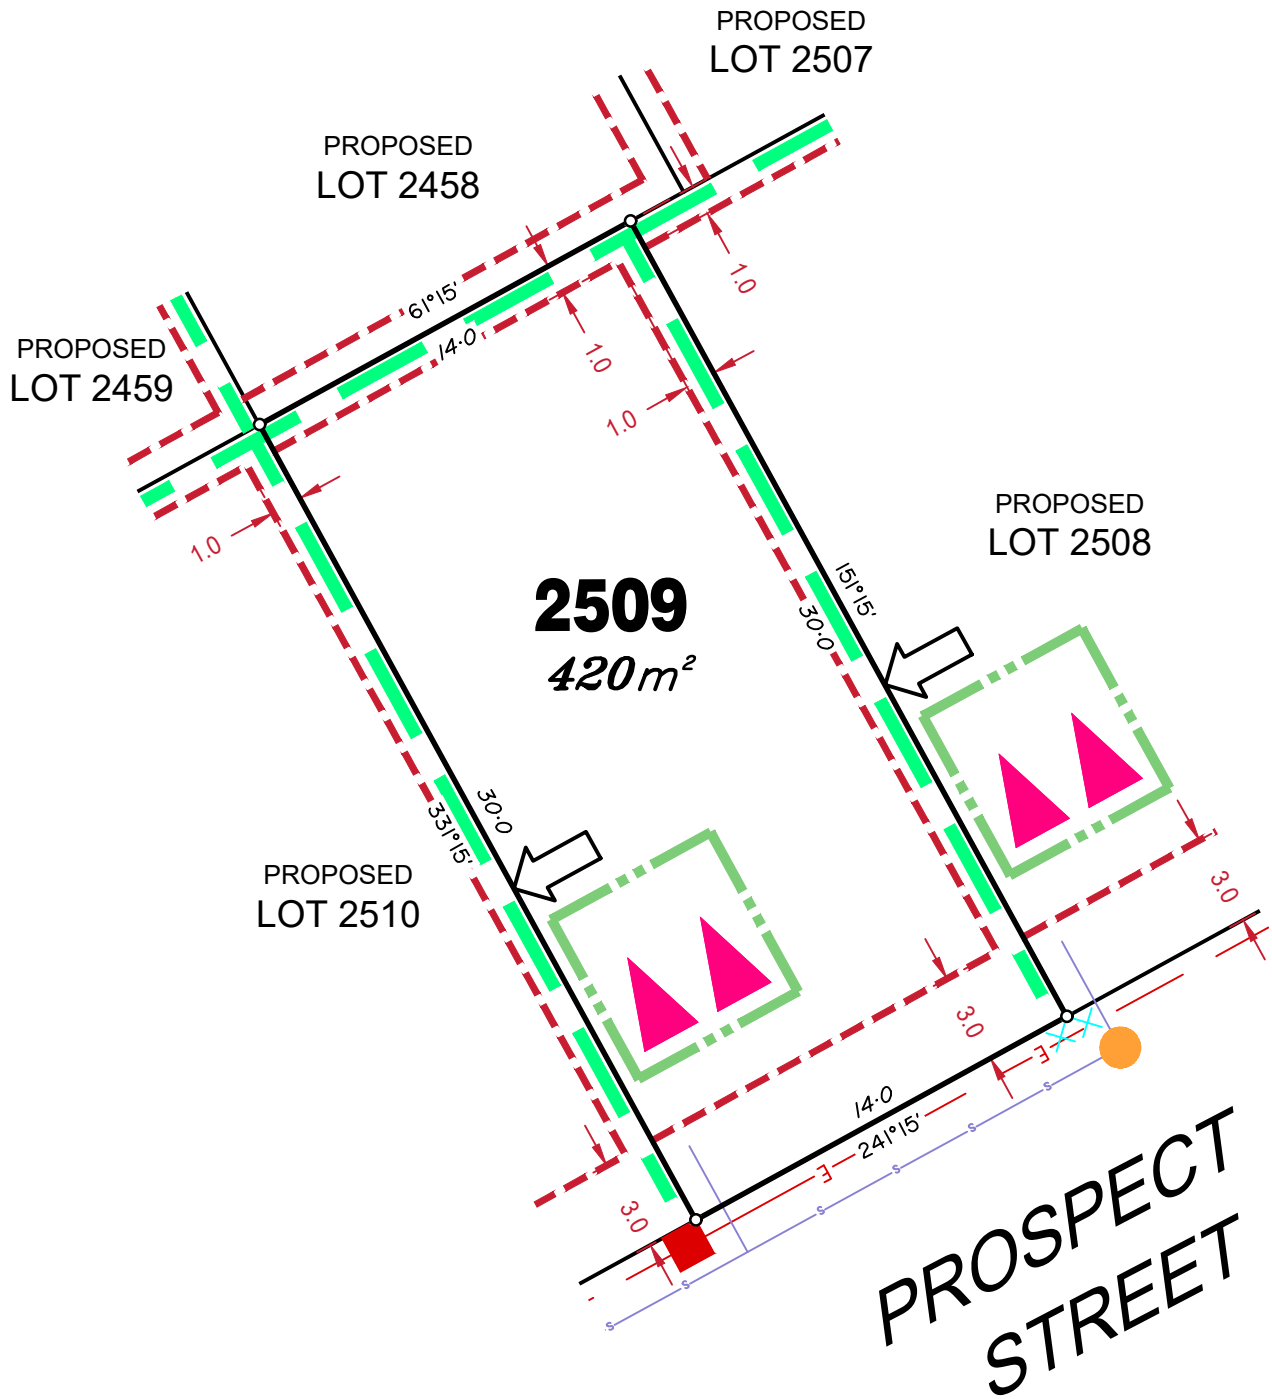 PROPOSED
LOT 2507
PROPOSED
LOT 2458
1.0
61°15'
14·0
1.0
PROPOSED
LOT 2459
1.0
1.0
PROPOSED
LOT 2508
2509
420m²
151°15'
30·0
30·0
331°15'
PROPOSED
LOT 2510
3.0
3.0
3.0
E
14·0
241°15'
E
S
S
S
S
S
S
PROSPECT
STREET